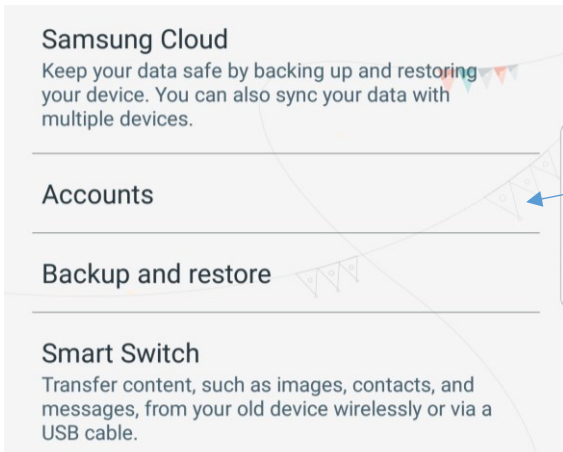 Samsung Cloud
Keep your data safe by backing up and restoring
your device. You can also sync your data with
multiple devices.
Accounts
Backup and restore
Smart Switch
Transfer content, such as images, contacts, and
messages, from your old device wirelessly or via a
USB cable.